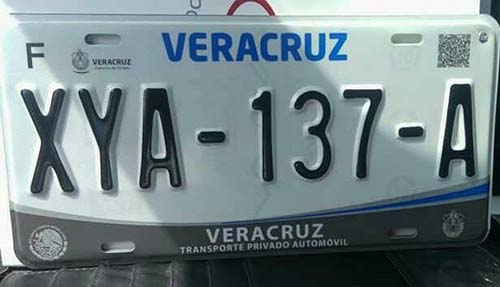 F VERACRUZ VERACRUZ
XYA-137-A
VERACRUZ
TRANSPORTE PRIVADO AUTOMÓVIL